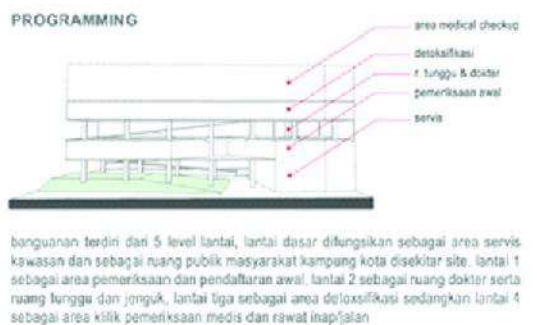 PROGRAMMING
area medical checkup
detoksifikasi
r. tunggu & dokter
pemeriksaan awal
servis
banguanan terdiri dari 5 level lantai, lantai dasar difungsikan sebagai area servis
kawasan dan sebagai ruang publik masyarakat kampung kota disekitar site. lantai 1
sebagai area pemeriksaan dan pendaftaran awal, lantai 2 sebagai ruang dokter serta
ruang tunggu dan jenguk, lantai tiga sebagai area detoxsifikasi sedangkan lantai 4
sebagai area klilik pemeriksaan medis dan rawat inap/jalan